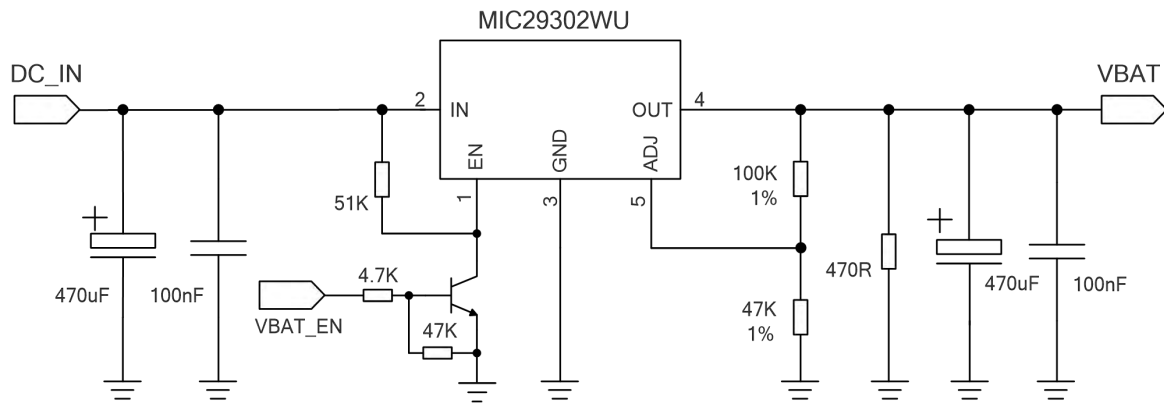 MIC29302WU
DC_IN
VBAT
2
IN
OUT
4
EN
GND
ADJ
1
3
5
51K
100K
1%
470uF
100nF
4.7K
VBAT_EN
47K
470R
47K
1%
470uF
100nF